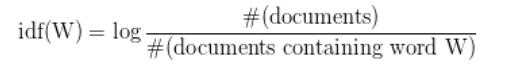 idf(W) = log #(documents) / #(documents containing word W)